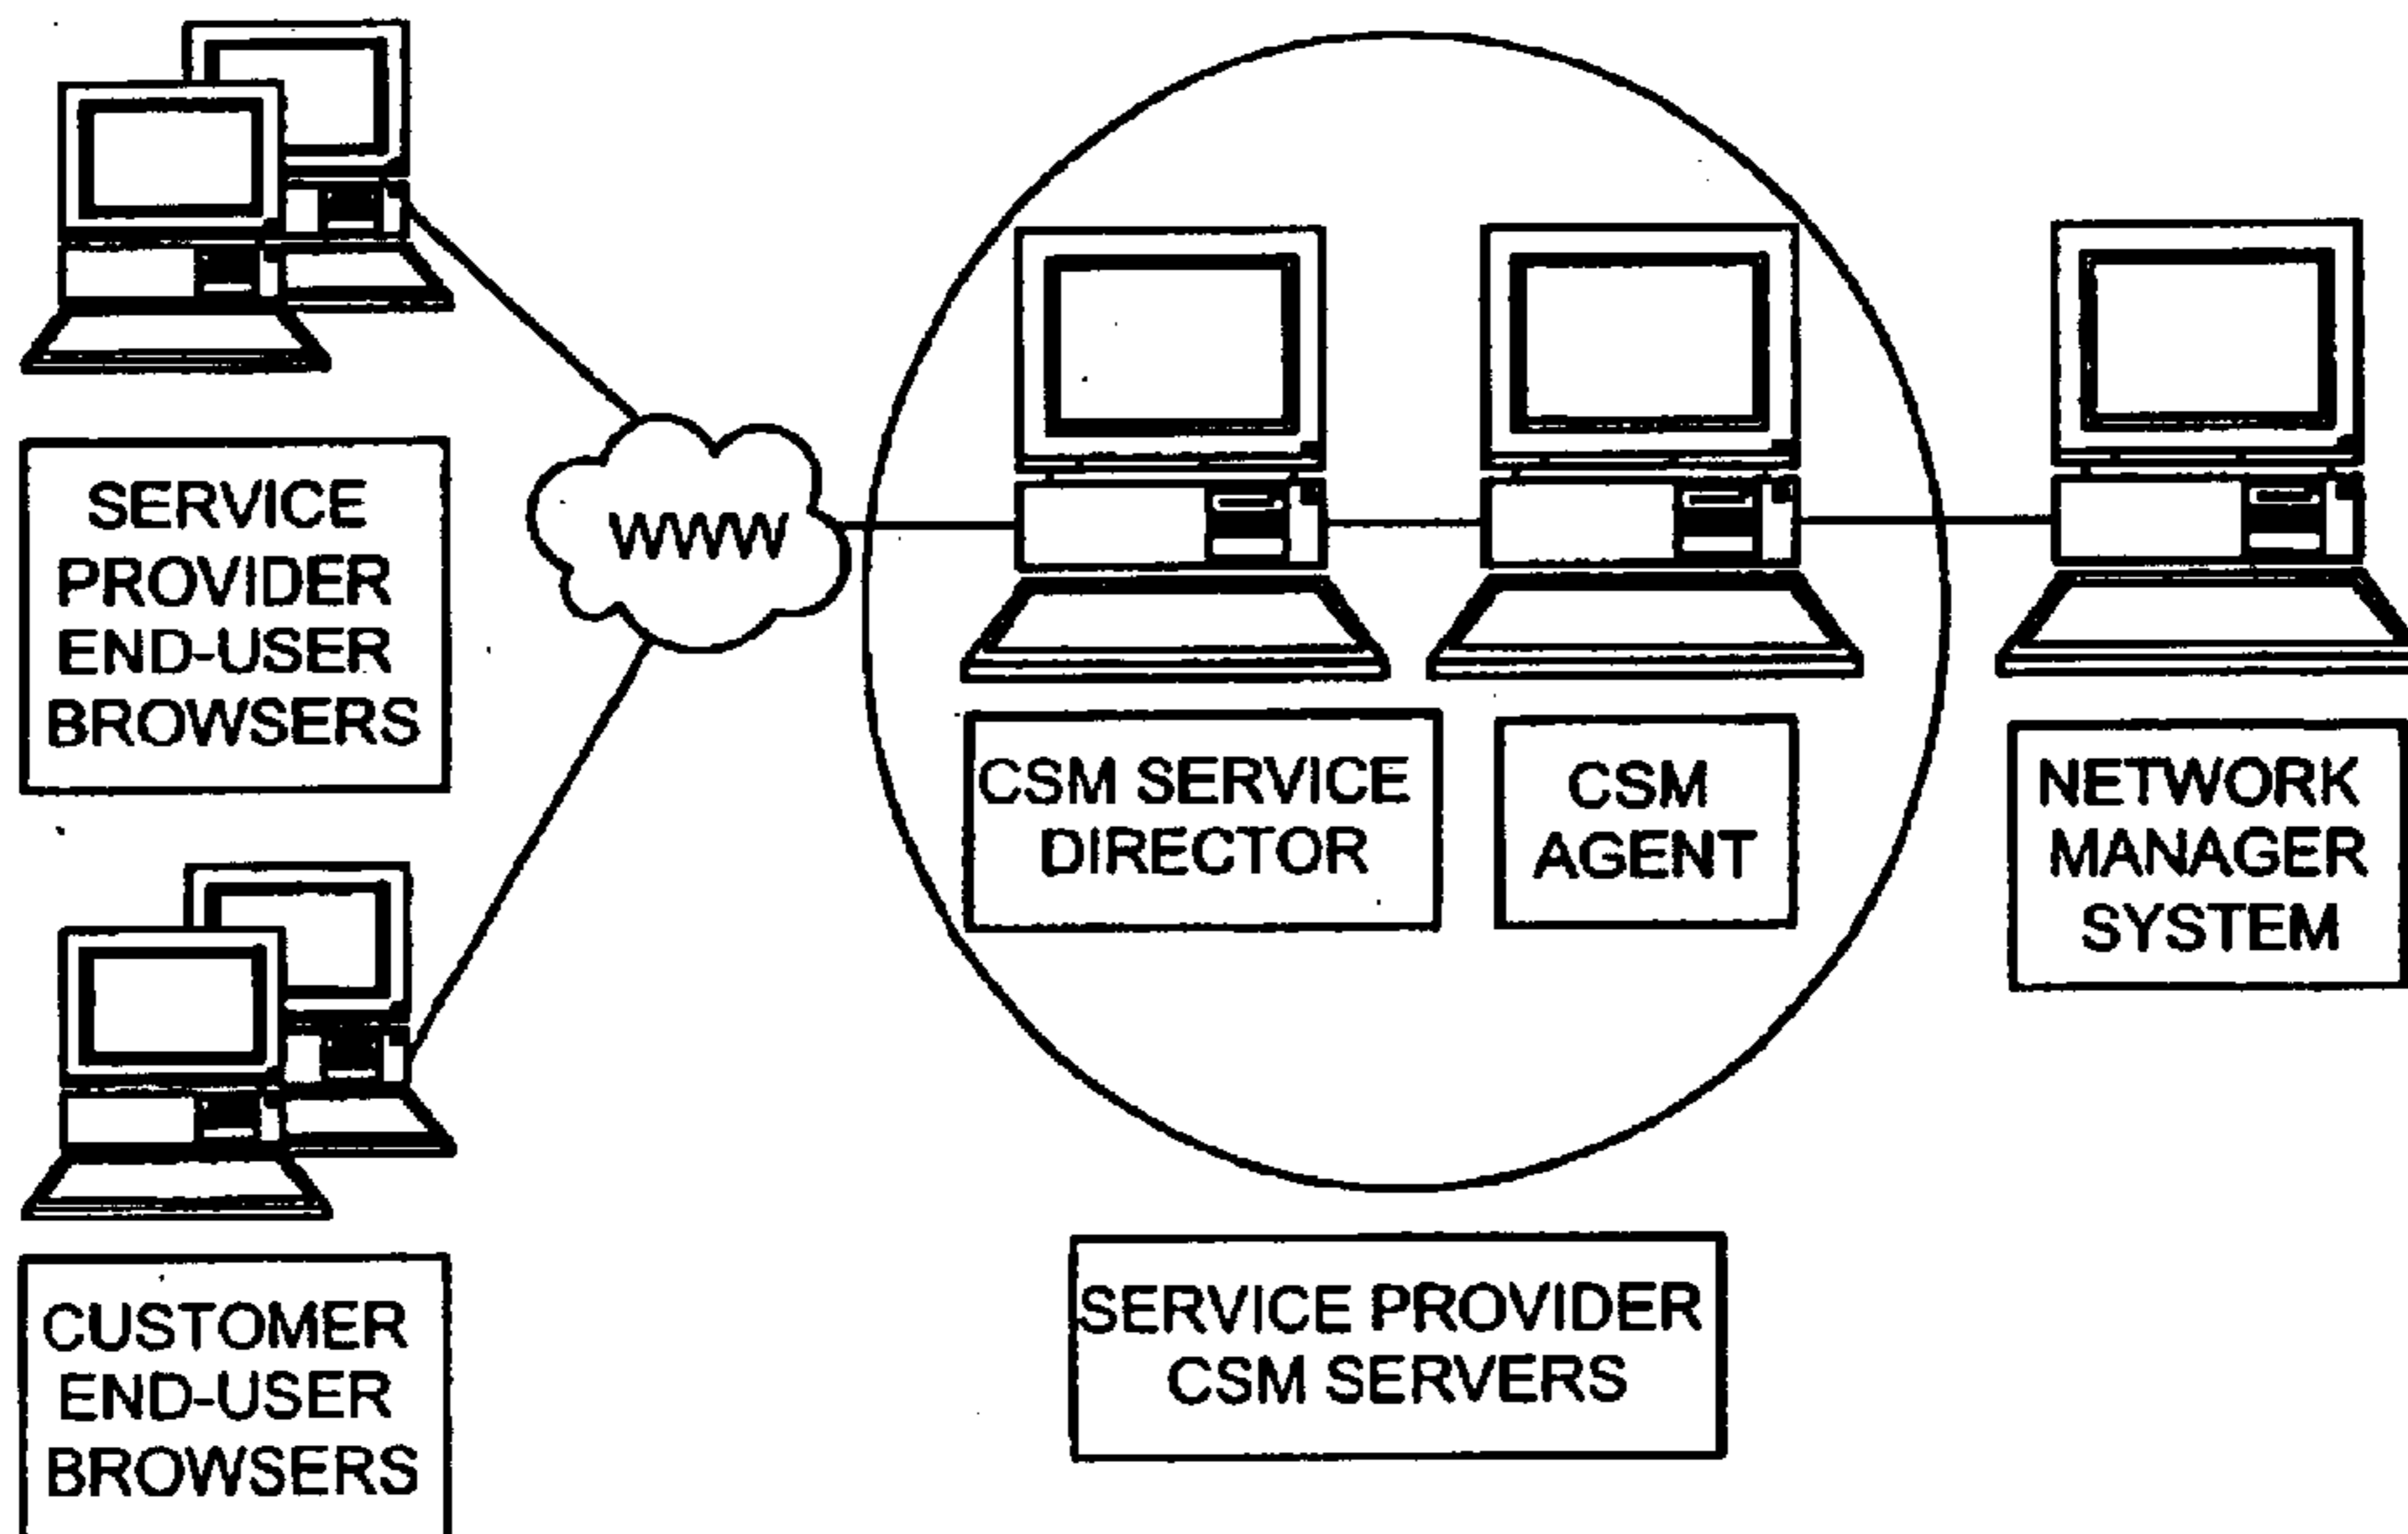 SERVICE
PROVIDER
END-USER
BROWSERS
WWW
CSM SERVICE
DIRECTOR
CSM
AGENT
NETWORK
MANAGER
SYSTEM
CUSTOMER
END-USER
BROWSERS
SERVICE PROVIDER
CSM SERVERS